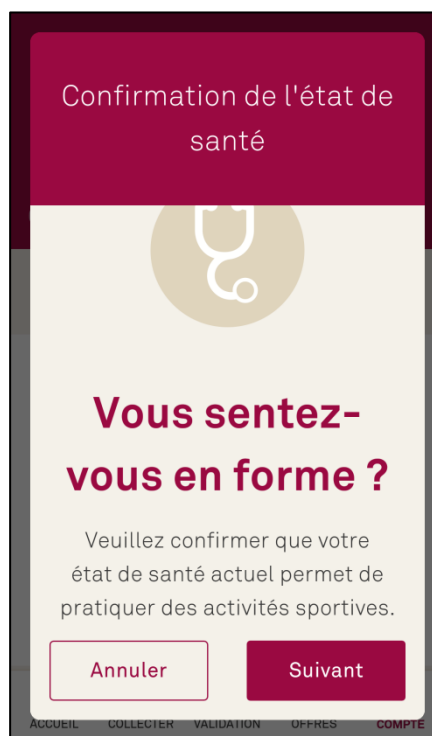 Confirmation de l'état de
santé
Vous sentez-
vous en forme ?
Veuillez confirmer que votre
état de santé actuel permet de
pratiquer des activités sportives.
Annuler
Suivant
ACCUEIL COLLECTER VALIDATION OFFRES COMPTE